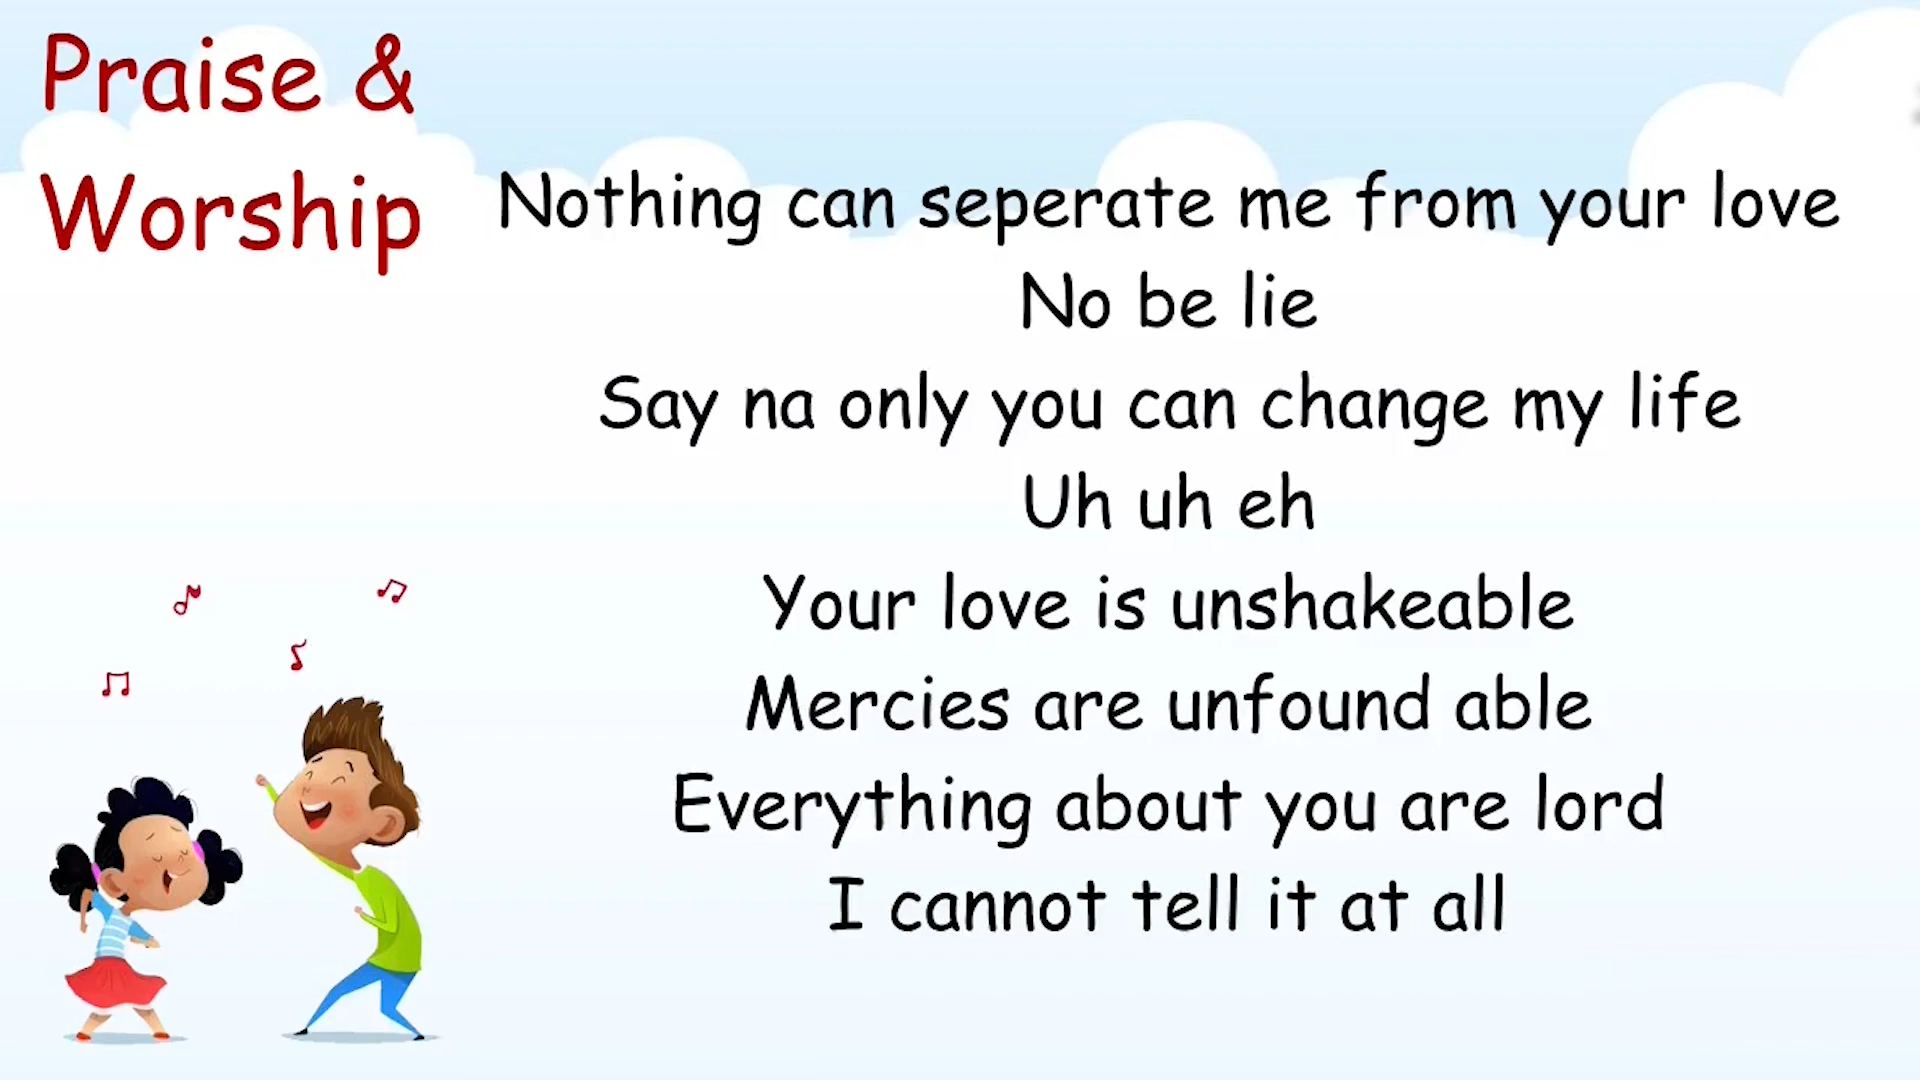 Praise &
Worship
Nothing can seperate me from your love
No be lie
Say na only you can change my life
Uh uh eh
Your love is unshakeable
Mercies are unfound able
Everything about you are lord
I cannot tell it at all